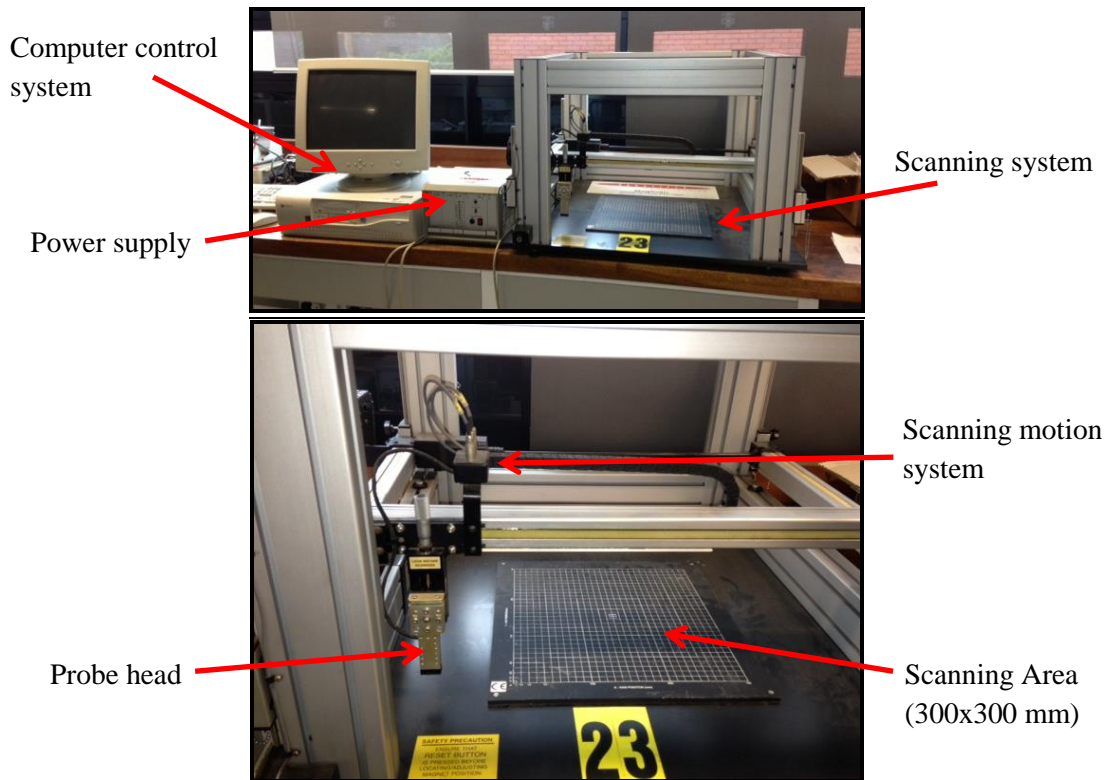 Computer control
system
Scanning system
Power supply
23
Scanning motion
system
Probe head
Scanning Area
(300x300 mm)
CE
SAFETY PRECAUTION
ENSURE THAT
RESET BUTTON
IS PRESSED BEFORE
LOCATING/ADJUSTING
MAGNET POSITION
23